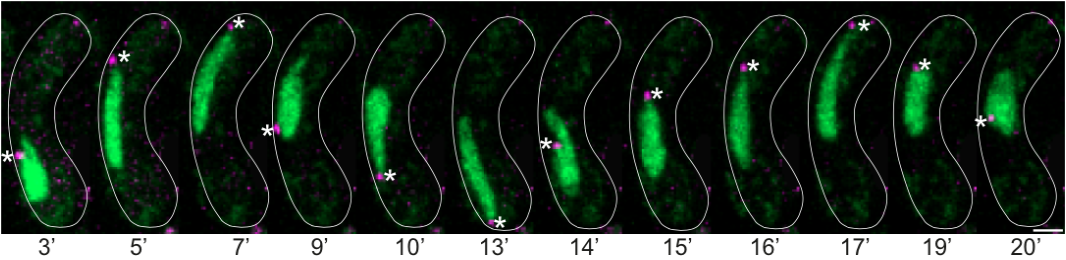 * * * * * * * * * * * *
3’ 5’ 7’ 9’ 10’ 13’ 14’ 15’ 16’ 17’ 19’ 20’